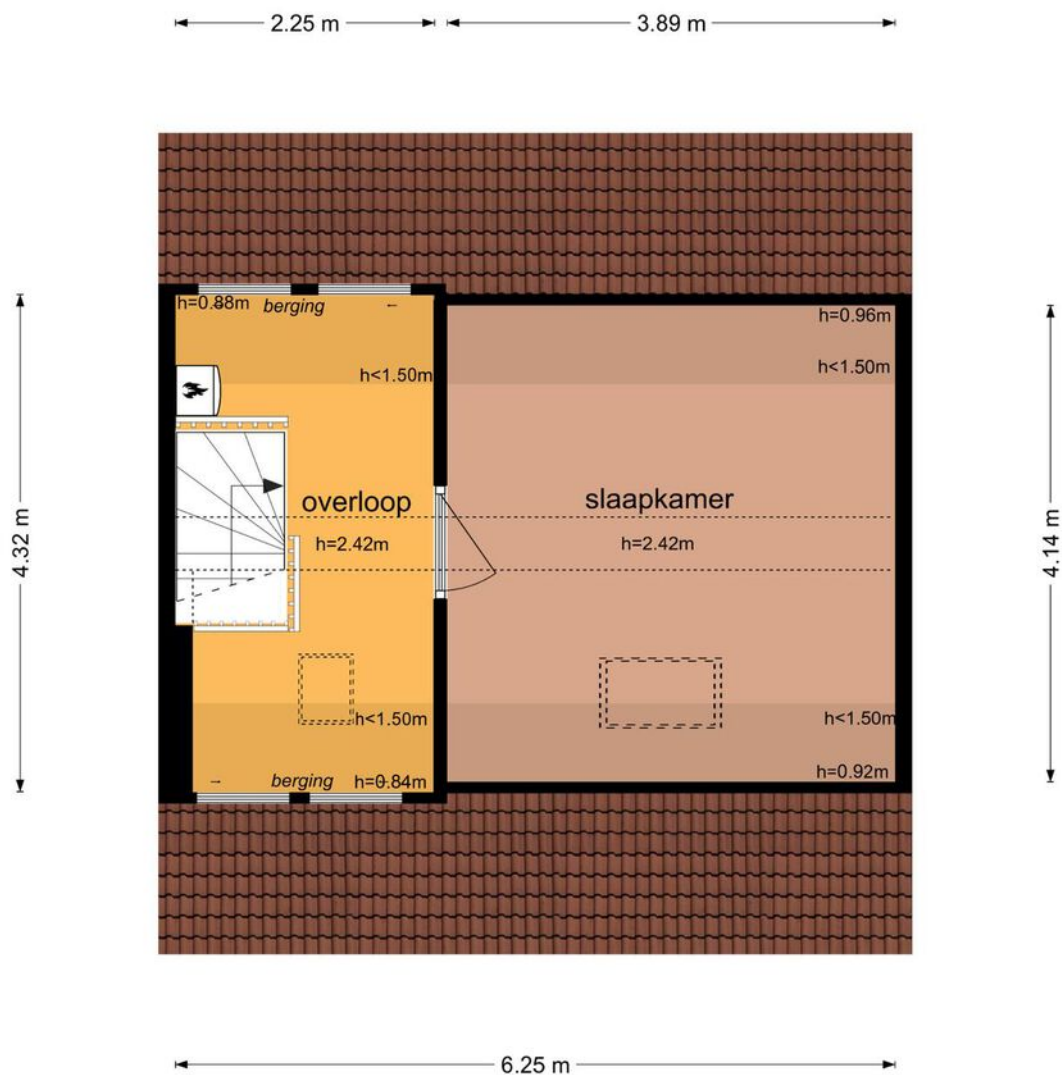 2.25 m
3.89 m
h=0.88m
berging
h=0.96m
h<1.50m
h<1.50m
4.32 m
overloop
slaapkamer
4.14 m
h=2.42m
h=2.42m
h<1.50m
h<1.50m
berging
h=0.84m
h=0.92m
6.25 m